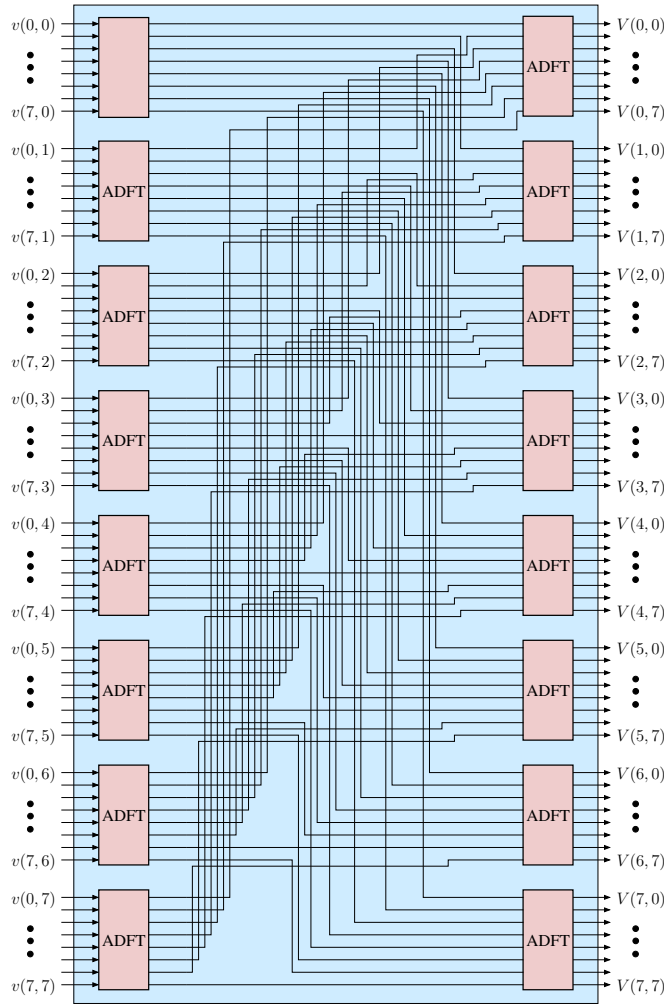 v(0, 0) V(0, 0)
ADFT
v(7, 0) V(0, 7)
v(0, 1) V(1, 0)
ADFT ADFT
v(7, 1) V(1, 7)
v(0, 2) V(2, 0)
ADFT ADFT
v(7, 2) V(2, 7)
v(0, 3) V(3, 0)
ADFT ADFT
v(7, 3) V(3, 7)
v(0, 4) V(4, 0)
ADFT ADFT
v(7, 4) V(4, 7)
v(0, 5) V(5, 0)
ADFT ADFT
v(7, 5) V(5, 7)
v(0, 6) V(6, 0)
ADFT ADFT
v(7, 6) V(6, 7)
v(0, 7) V(7, 0)
ADFT ADFT
v(7, 7) V(7, 7)